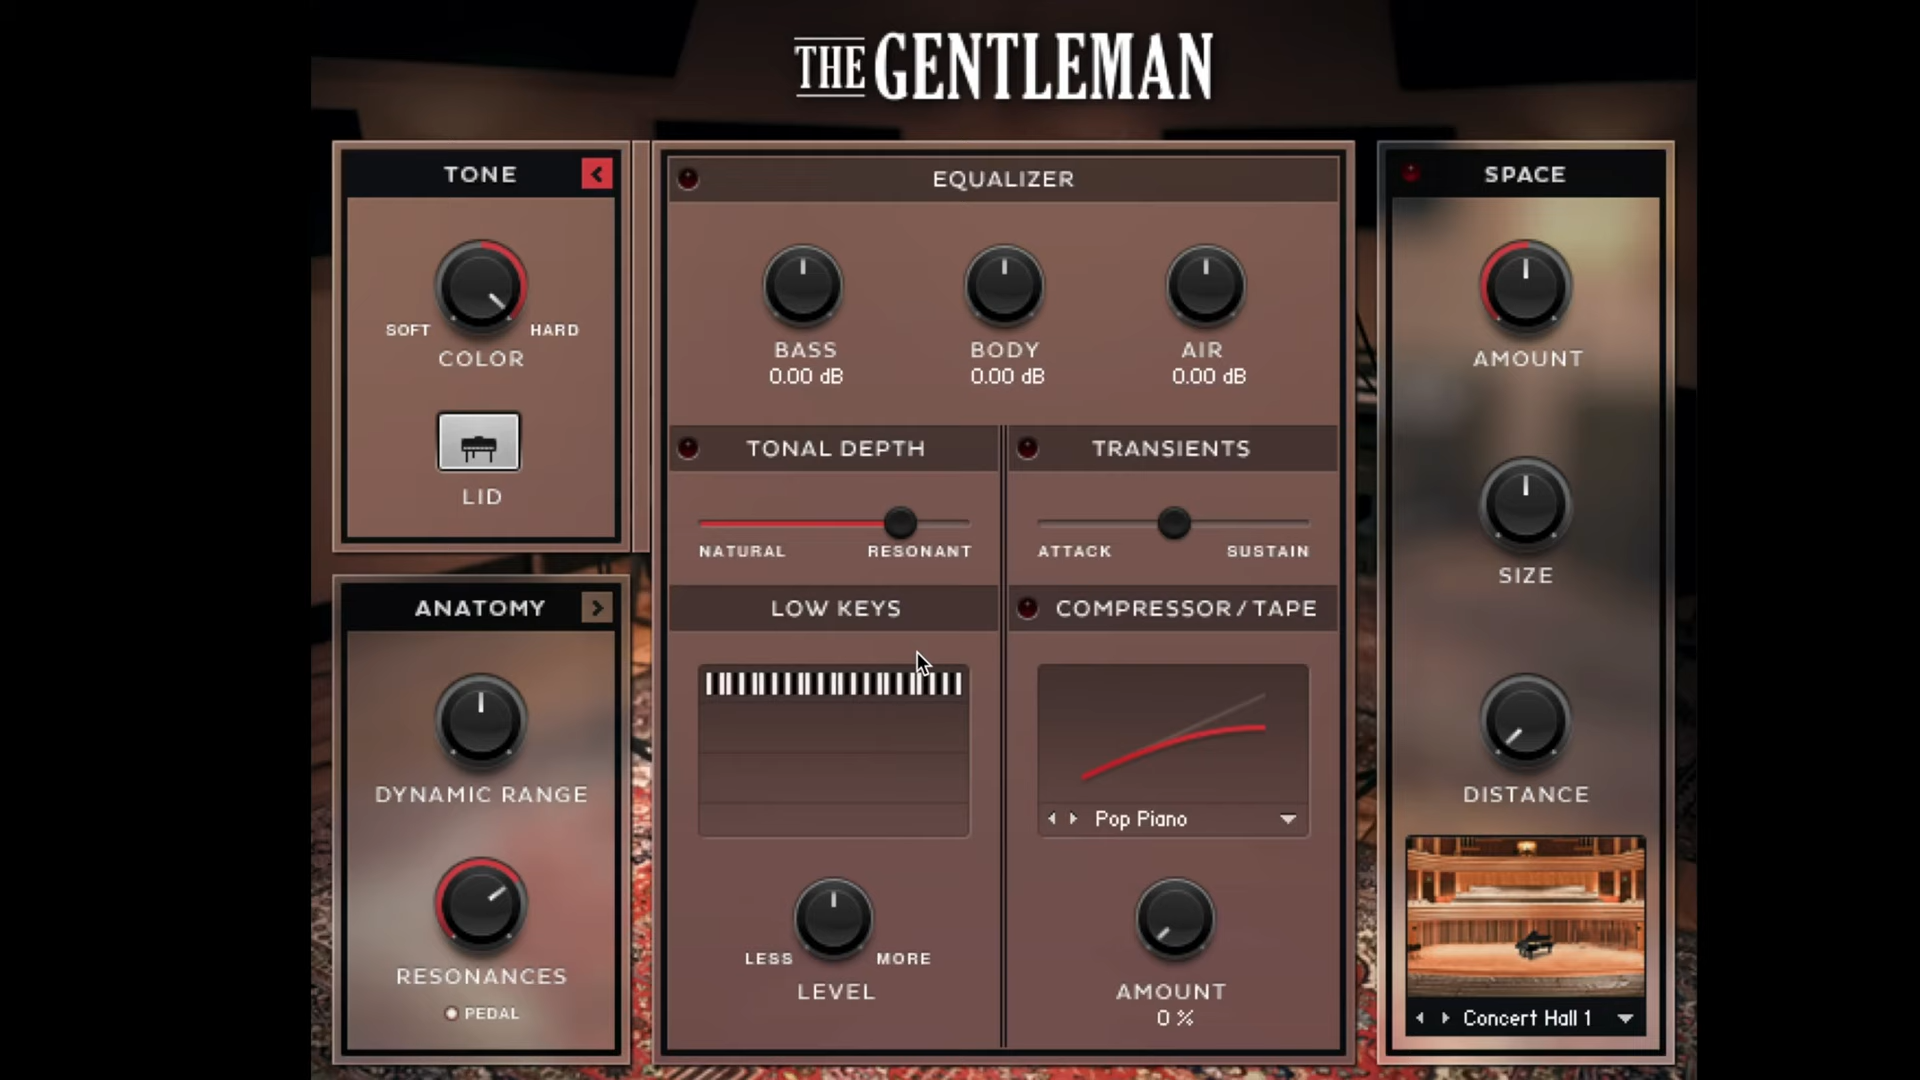 THE GENTLEMAN
TONE
SOFT HARD
COLOR
LID
ANATOMY
DYNAMIC RANGE
RESONANCES
PEDAL
EQUALIZER
BASS BODY AIR
0.00 dB 0.00 dB 0.00 dB
TONAL DEPTH
NATURAL RESONANT
TRANSIENTS
ATTACK SUSTAIN
LOW KEYS
LESS MORE
LEVEL
COMPRESSOR/TAPE
Pop Piano
AMOUNT
0 %
SPACE
AMOUNT
SIZE
DISTANCE
Concert Hall 1